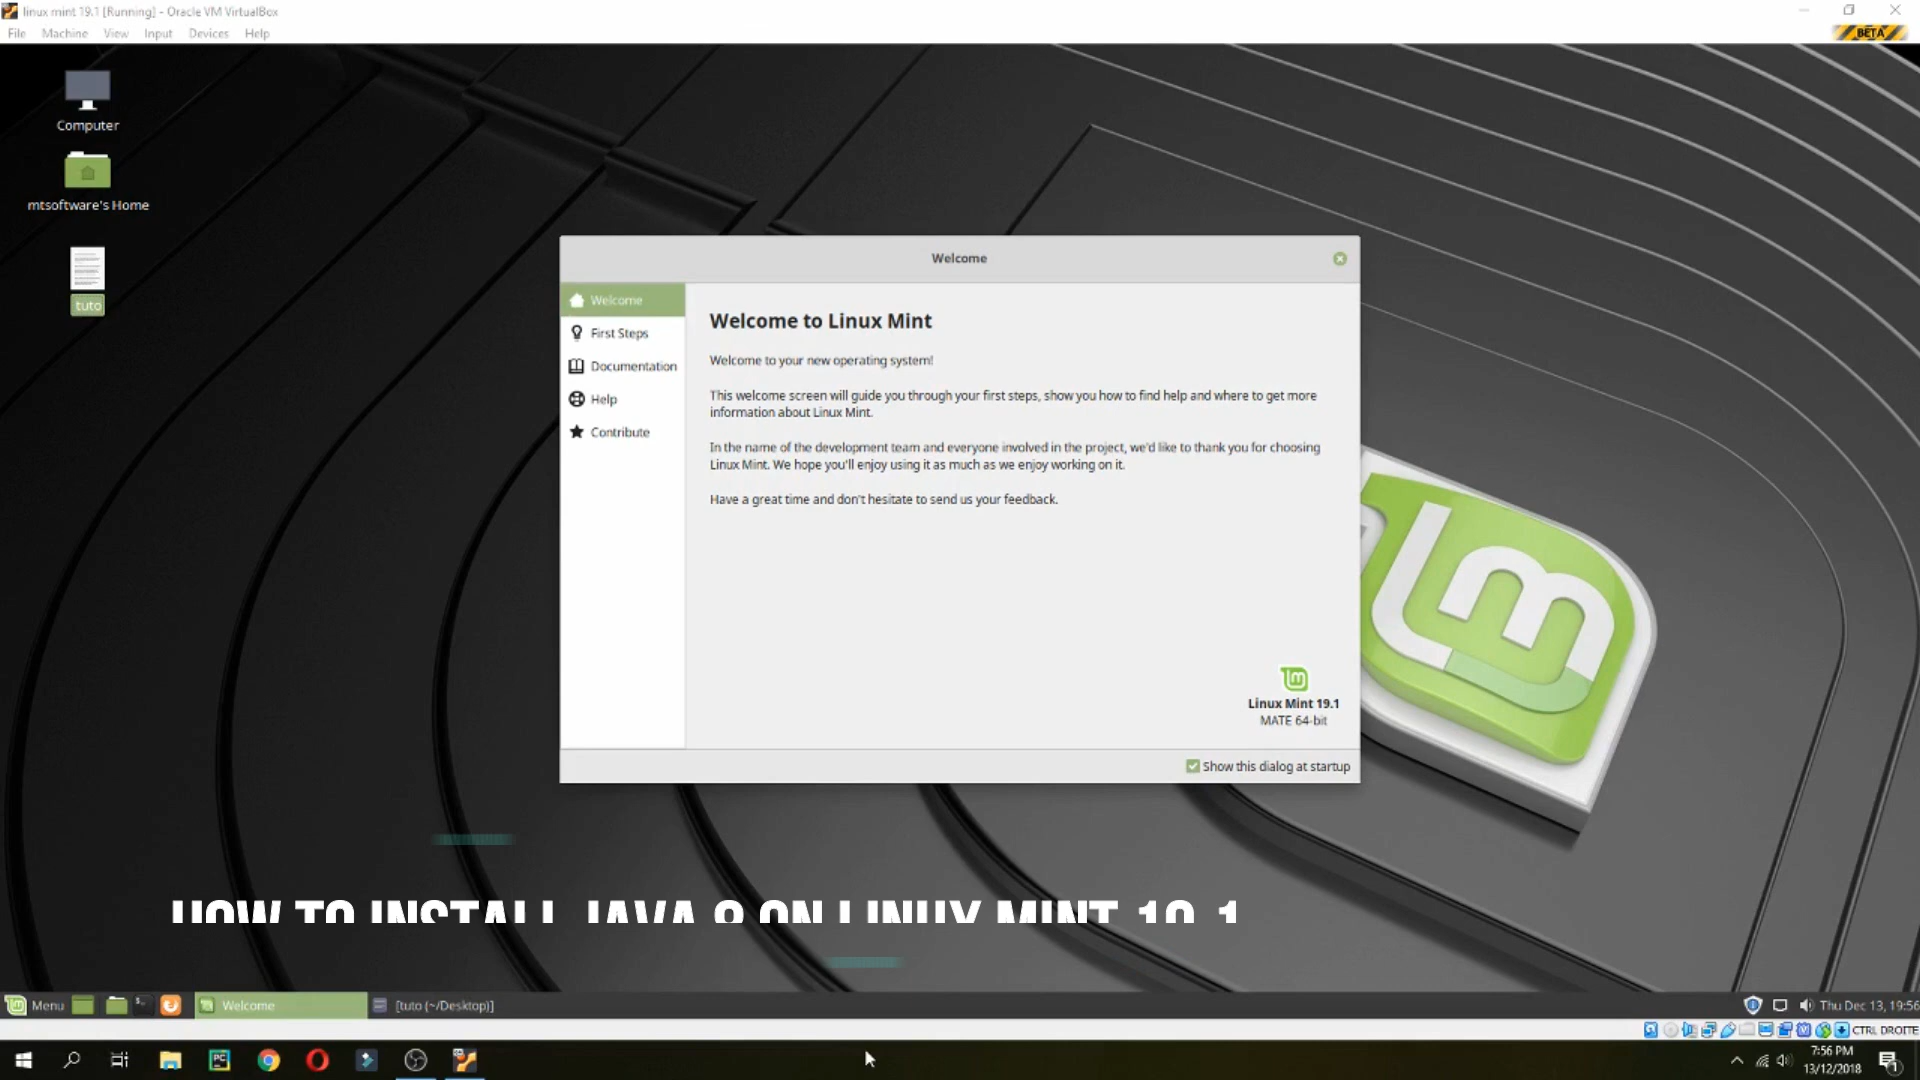 linux mint 19.1 [Running] - Oracle VM VirtualBox
File Machine View Input Devices Help
BETA
Computer
mtsoftware's Home
tuto
Welcome
Welcome
First Steps
Documentation
Help
Contribute
Welcome to Linux Mint
Welcome to your new operating system!
This welcome screen will guide you through your first steps, show you how to find help and where to get more
information about Linux Mint.
In the name of the development team and everyone involved in the project, we'd like to thank you for choosing
Linux Mint. We hope you'll enjoy using it as much as we enjoy working on it.
Have a great time and don't hesitate to send us your feedback.
Linux Mint 19.1
MATE 64-bit
Show this dialog at startup
HOW TO INSTALL JAVA 8 ON LINUX MINT 19.1
Menu
Welcome
[tuto (~/Desktop)]
Thu Dec 13, 19:56
CTRL DROITE
PC
7:56 PM
13/12/2018
1